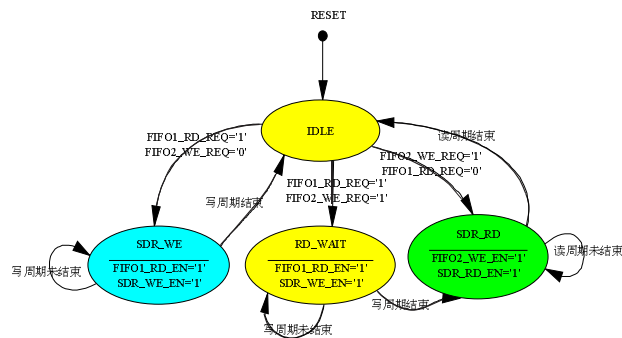 RESET
IDLE
FIFO1_RD_REQ='1'
FIFO2_WE_REQ='0'
读周期结束
FIFO2_WE_REQ='1'
FIFO1_RD_REQ='0'
FIFO1_RD_REQ='1'
FIFO2_WE_REQ='1'
写周期结束
SDR_WE
FIFO1_RD_EN='1'
SDR_WE_EN='1'
写周期未结束
RD_WAIT
FIFO1_RD_EN='1'
SDR_WE_EN='1'
写周期未结束
写周期结束
SDR_RD
FIFO2_WE_EN='1'
SDR_RD_EN='1'
读周期未结束